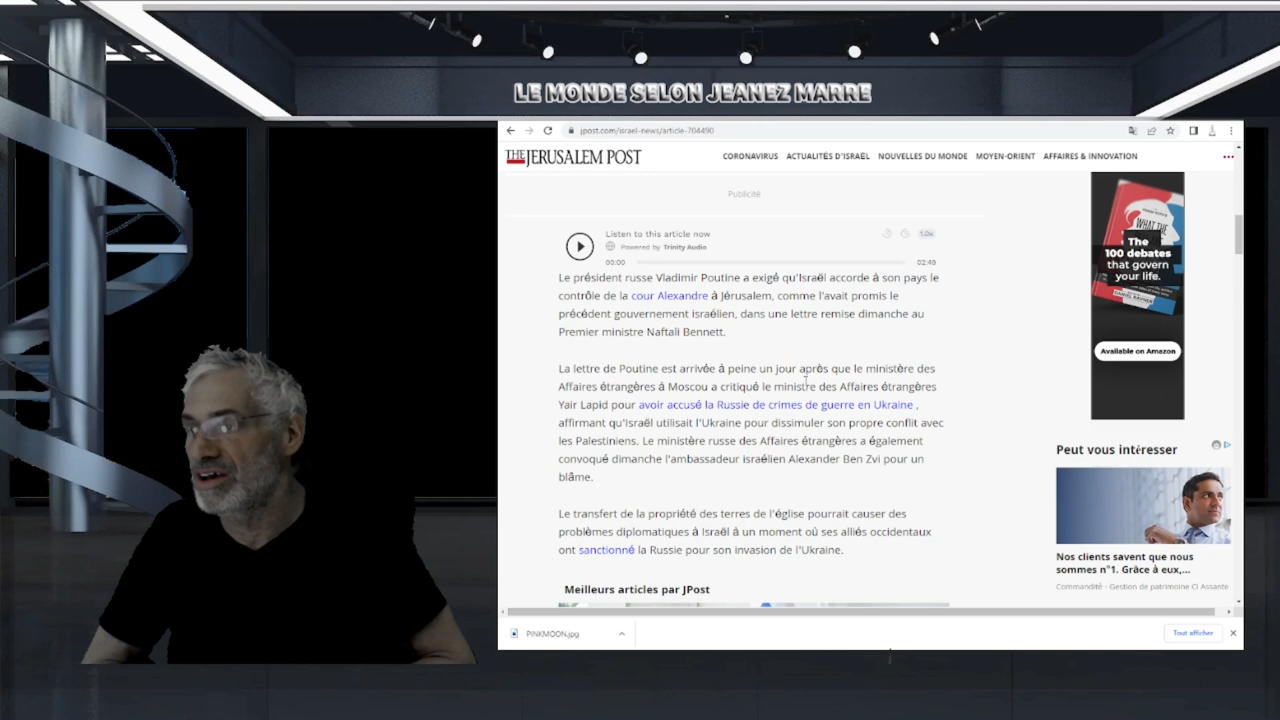 LE MONDE SELON JEANEZ MARRE
jpost.com/israel-news/article-704490
THE JERUSALEM POST
CORONAVIRUS ACTUALITÉS D'ISRAËL NOUVELLES DU MONDE MOYEN-ORIENT AFFAIRES & INNOVATION
Publicité
Listen to this article now
Powered by Trinity Audio
1.0x
00:00
02:49
Le président russe Vladimir Poutine a exigé qu'Israël accorde à son pays le
contrôle de la cour Alexandre à Jérusalem, comme l'avait promis le
précédent gouvernement israélien, dans une lettre remise dimanche au
Premier ministre Naftali Bennett.
La lettre de Poutine est arrivée à peine un jour après que le ministère des
Affaires étrangères à Moscou a critiqué le ministre des Affaires étrangères
Yair Lapid pour avoir accusé la Russie de crimes de guerre en Ukraine ,
affirmant qu'Israël utilisait l'Ukraine pour dissimuler son propre conflit avec
les Palestiniens. Le ministère russe des Affaires étrangères a également
convoqué dimanche l'ambassadeur israélien Alexander Ben Zvi pour un
blâme.
Le transfert de la propriété des terres de l'église pourrait causer des
problèmes diplomatiques à Israël à un moment où ses alliés occidentaux
ont sanctionné la Russie pour son invasion de l'Ukraine.
Meilleurs articles par JPost
WHAT THE
The
100 debates
that govern
your life.
Available on Amazon
Peut vous intéresser
Nos clients savent que nous
sommes n°1. Grâce à eux,...
Commandité · Gestion de patrimoine CI Assante
PINKMOON.jpg
Tout afficher